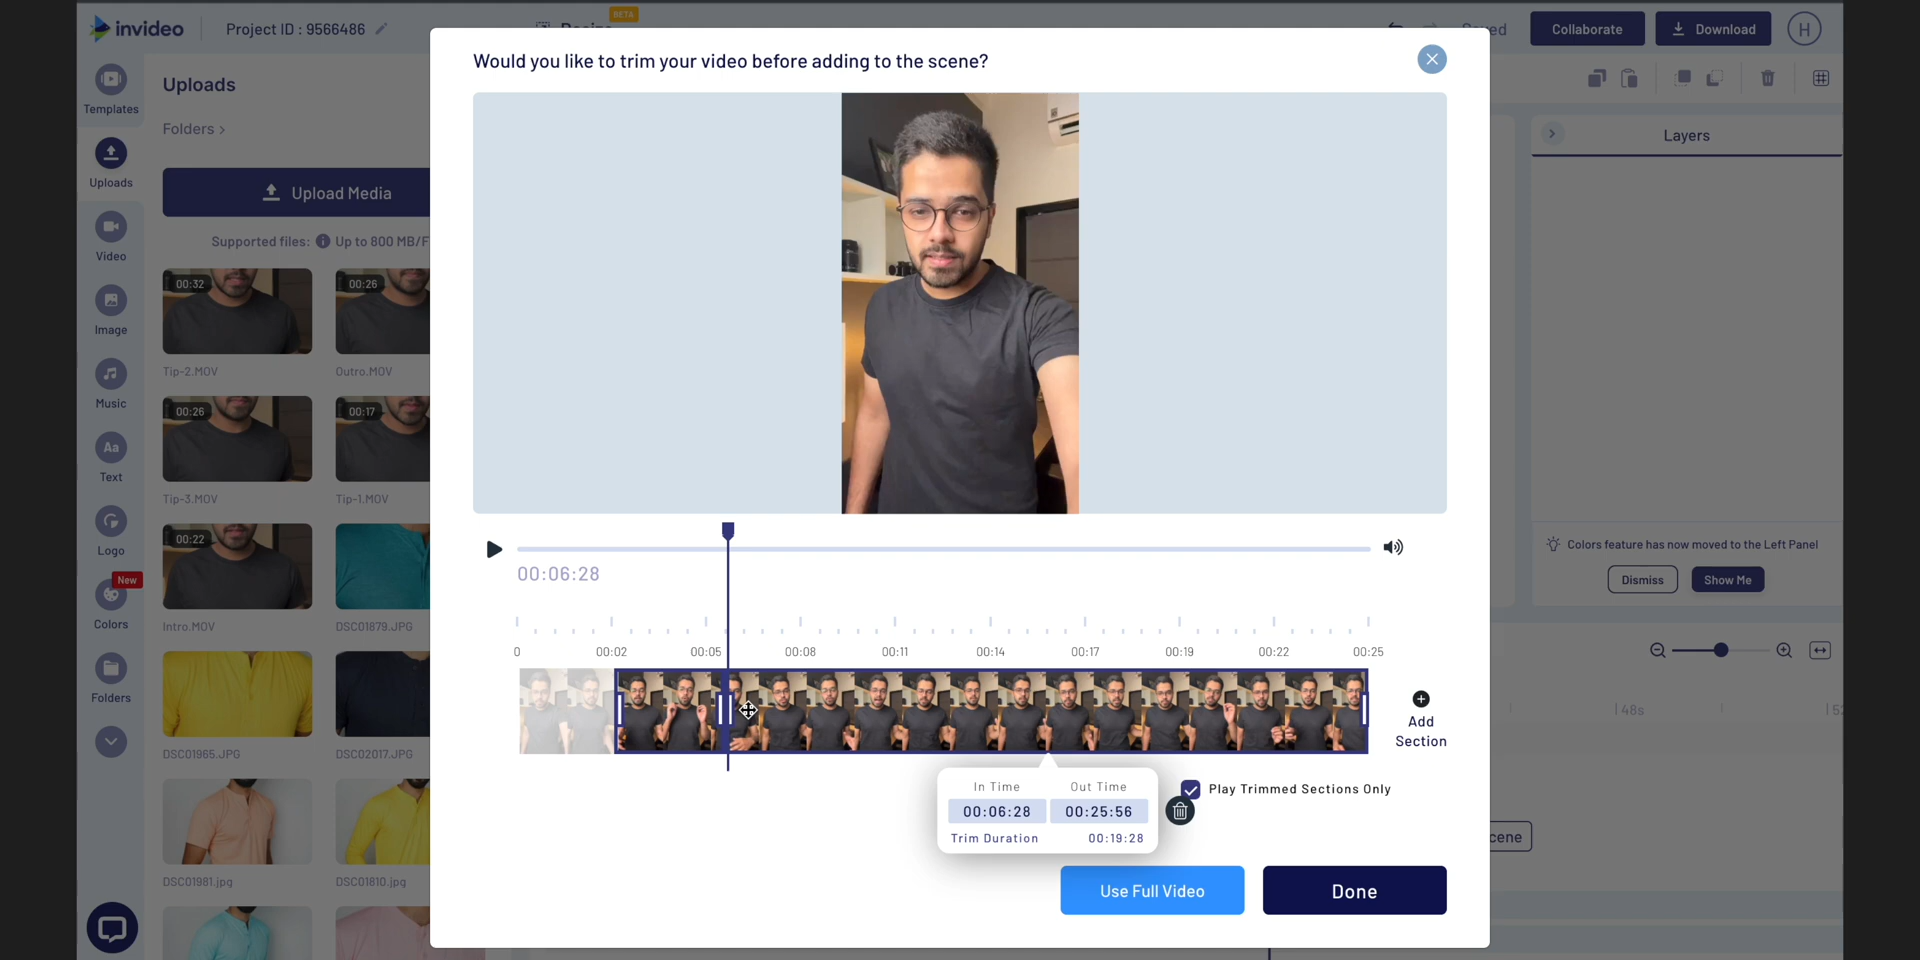 invideo
Project ID : 9566486
BETA
Collaborate
Download
H
Templates
Uploads
Video
Image
Music
Aa
Text
Logo
New
Colors
Folders
Uploads
Folders >
Upload Media
Supported files: i Up to 800 MB/F
00:32
00:26
Tip-2.MOV
Outro.MOV
00:26
00:17
Tip-3.MOV
Tip-1.MOV
00:22
Intro.MOV
DSC01879.JPG
DSC01965.JPG
DSC02017.JPG
DSC01981.jpg
DSC01810.jpg
Would you like to trim your video before adding to the scene?
00:06:28
0 00:02 00:05 00:08 00:11 00:14 00:17 00:19 00:22 00:25
Add
Section
In Time Out Time
00:06:28 00:25:56
Trim Duration 00:19:28
Play Trimmed Sections Only
Use Full Video
Done
Layers
Colors feature has now moved to the Left Panel
Dismiss
Show Me
48s
cene